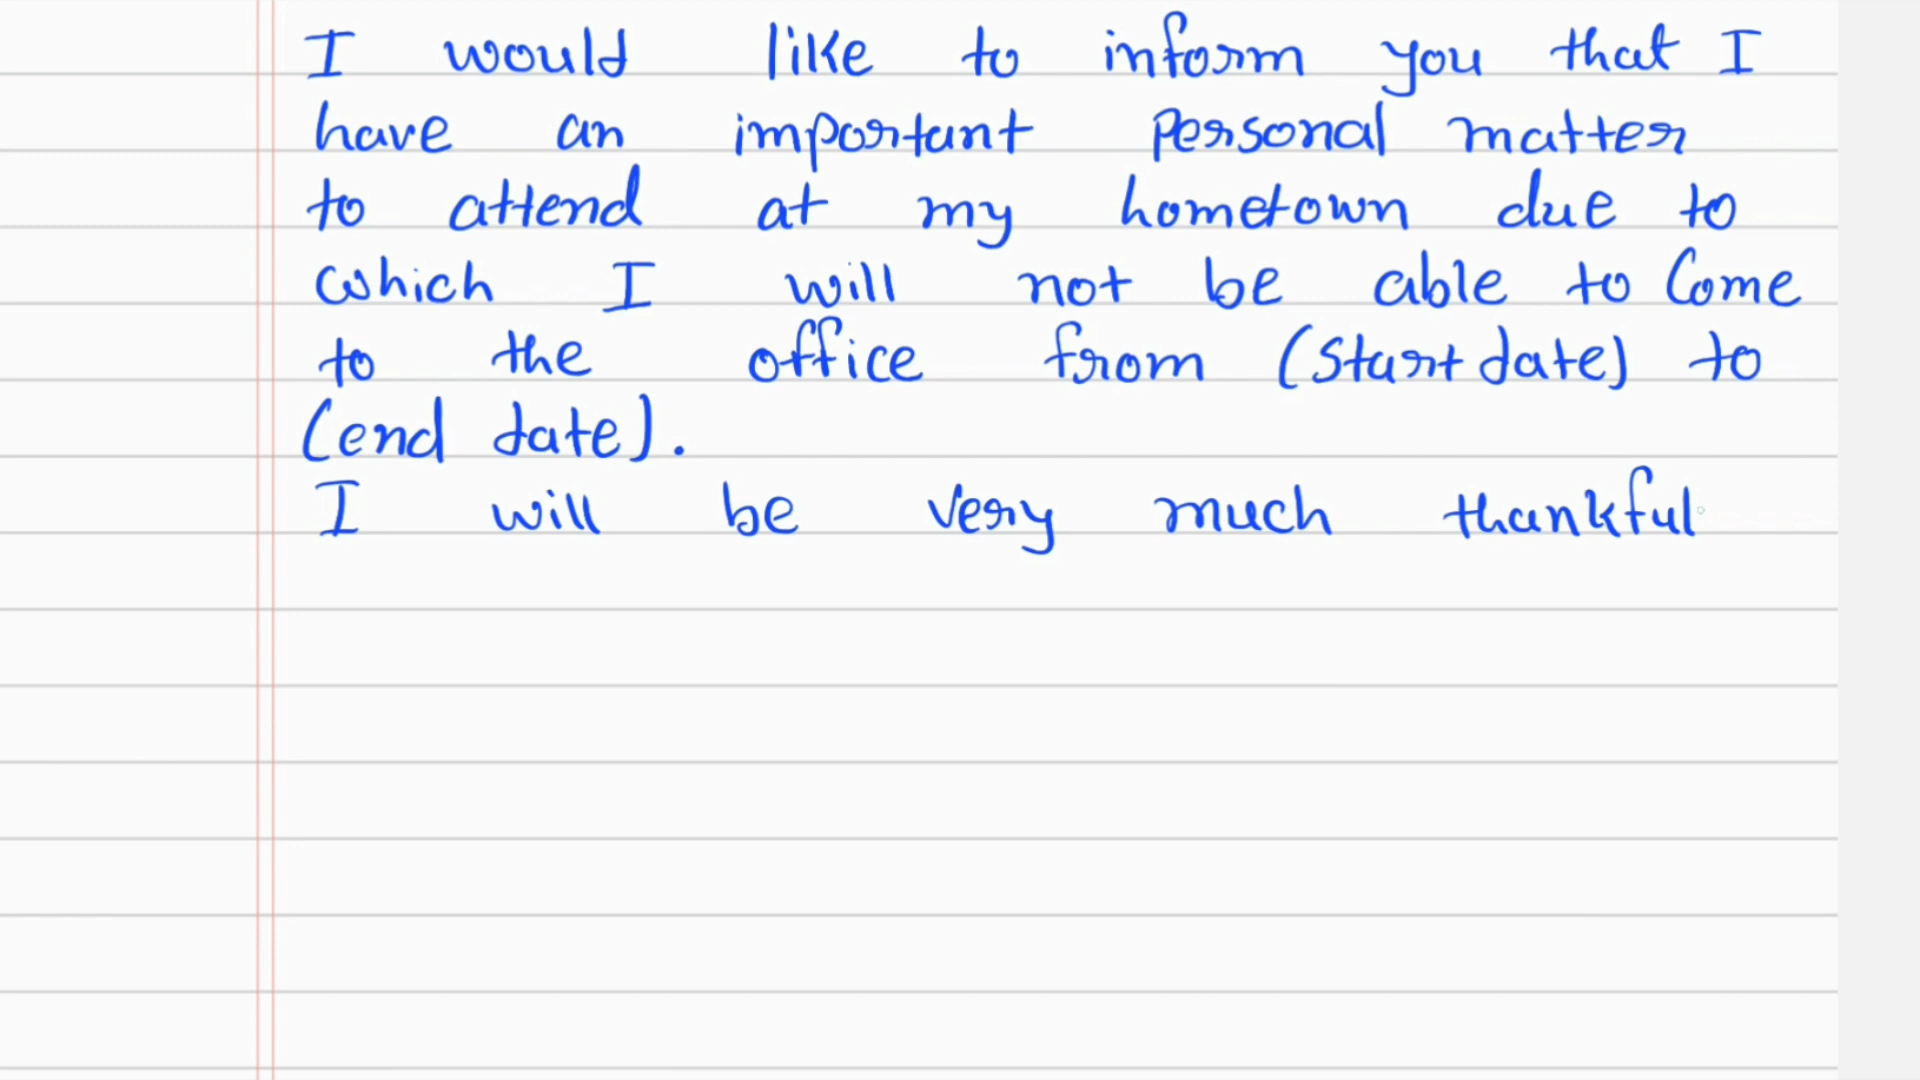 I would like to inform you that I
have an important personal matter
to attend at my hometown due to
which I will not be able to Come
to the office from (Start date) to
(end date).
I will be very much thankful